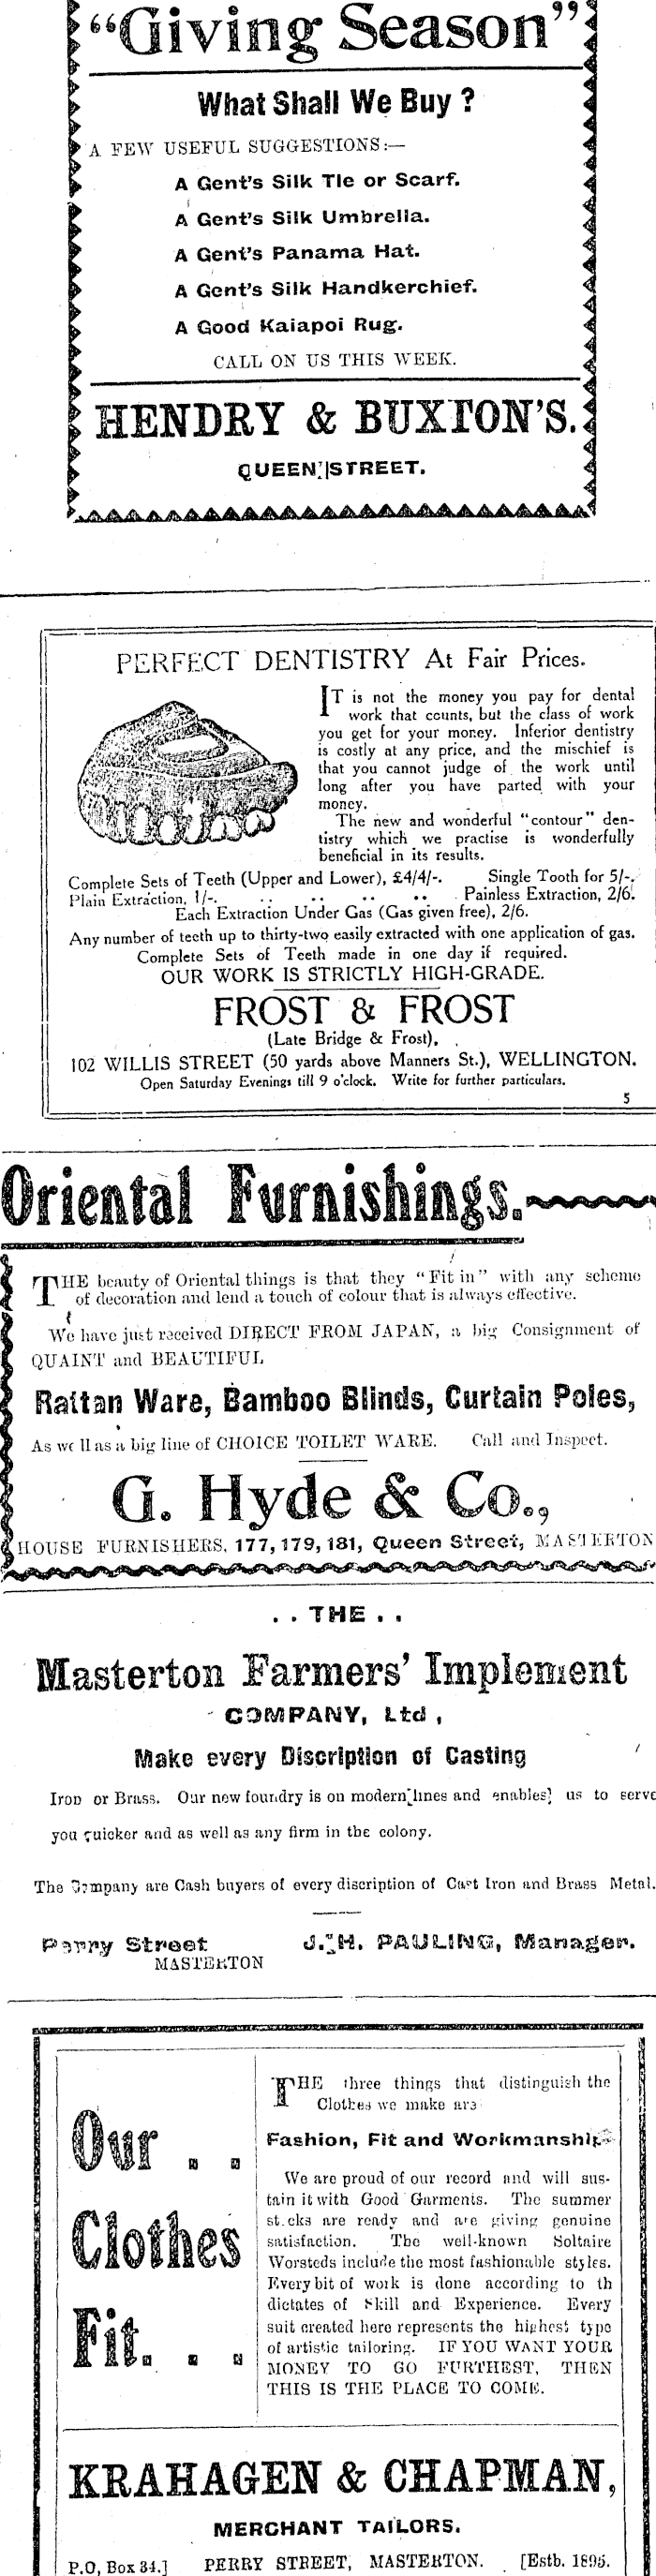 "Giving Season"
What Shall We Buy ?
A FEW USEFUL SUGGESTIONS:—
A Gent's Silk Tie or Scarf.
A Gent's Silk Umbrella.
A Gent's Panama Hat.
A Gent's Silk Handkerchief.
A Good Kaiapoi Rug.
CALL ON US THIS WEEK.
HENDRY & BUXTON'S.
QUEEN STREET.
PERFECT DENTISTRY At Fair Prices.
IT is not the money you pay for dental
work that counts, but the class of work
you get for your money. Inferior dentistry
is costly at any price, and the mischief is
that you cannot judge of the work until
long after you have parted with your
money.
The new and wonderful "contour" den-
tistry which we practise is wonderfully
beneficial in its results.
Complete Sets of Teeth (Upper and Lower), £4/4/-. Single Tooth for 5/-.
Plain Extraction, 1/-. .. .. .. .. Painless Extraction, 2/6.
Each Extraction Under Gas (Gas given free), 2/6.
Any number of teeth up to thirty-two easily extracted with one application of gas.
Complete Sets of Teeth made in one day if required.
OUR WORK IS STRICTLY HIGH-GRADE.
FROST & FROST
(Late Bridge & Frost),
102 WILLIS STREET (50 yards above Manners St.), WELLINGTON.
Open Saturday Evenings till 9 o'clock. Write for further particulars.
5
Oriental Furnishings.
THE beauty of Oriental things is that they "Fit in" with any scheme
of decoration and lend a touch of colour that is always effective.
We have just received DIRECT FROM JAPAN, a big Consignment of
QUAINT and BEAUTIFUL
Rattan Ware, Bamboo Blinds, Curtain Poles,
As well as a big line of CHOICE TOILET WARE. Call and Inspect.
G. Hyde & Co.,
HOUSE FURNISHERS, 177, 179, 181, Queen Street, MASTERTON
. . THE . .
Masterton Farmers' Implement
COMPANY, Ltd ,
Make every Discription of Casting
Iron or Brass. Our new foundry is on modern lines and enables us to serve
you quicker and as well as any firm in the colony.
The Company are Cash buyers of every discription of Cast Iron and Brass Metal.
Perry Street J. H. PAULING, Manager.
MASTERTON
Our . .
Clothes
Fit. . .
THE three things that distinguish the
Clothes we make are
Fashion, Fit and Workmanship
We are proud of our record and will sus-
tain it with Good Garments. The summer
stocks are ready and are giving genuine
satisfaction. The well-known Soltaire
Worsteds include the most fashionable styles.
Every bit of work is done according to th
dictates of Skill and Experience. Every
suit created here represents the highest type
of artistic tailoring. IF YOU WANT YOUR
MONEY TO GO FURTHEST, THEN
THIS IS THE PLACE TO COME.
KRAHAGEN & CHAPMAN,
MERCHANT TAILORS.
P.O, Box 34.] PERRY STREET, MASTERTON. [Estb. 1895.